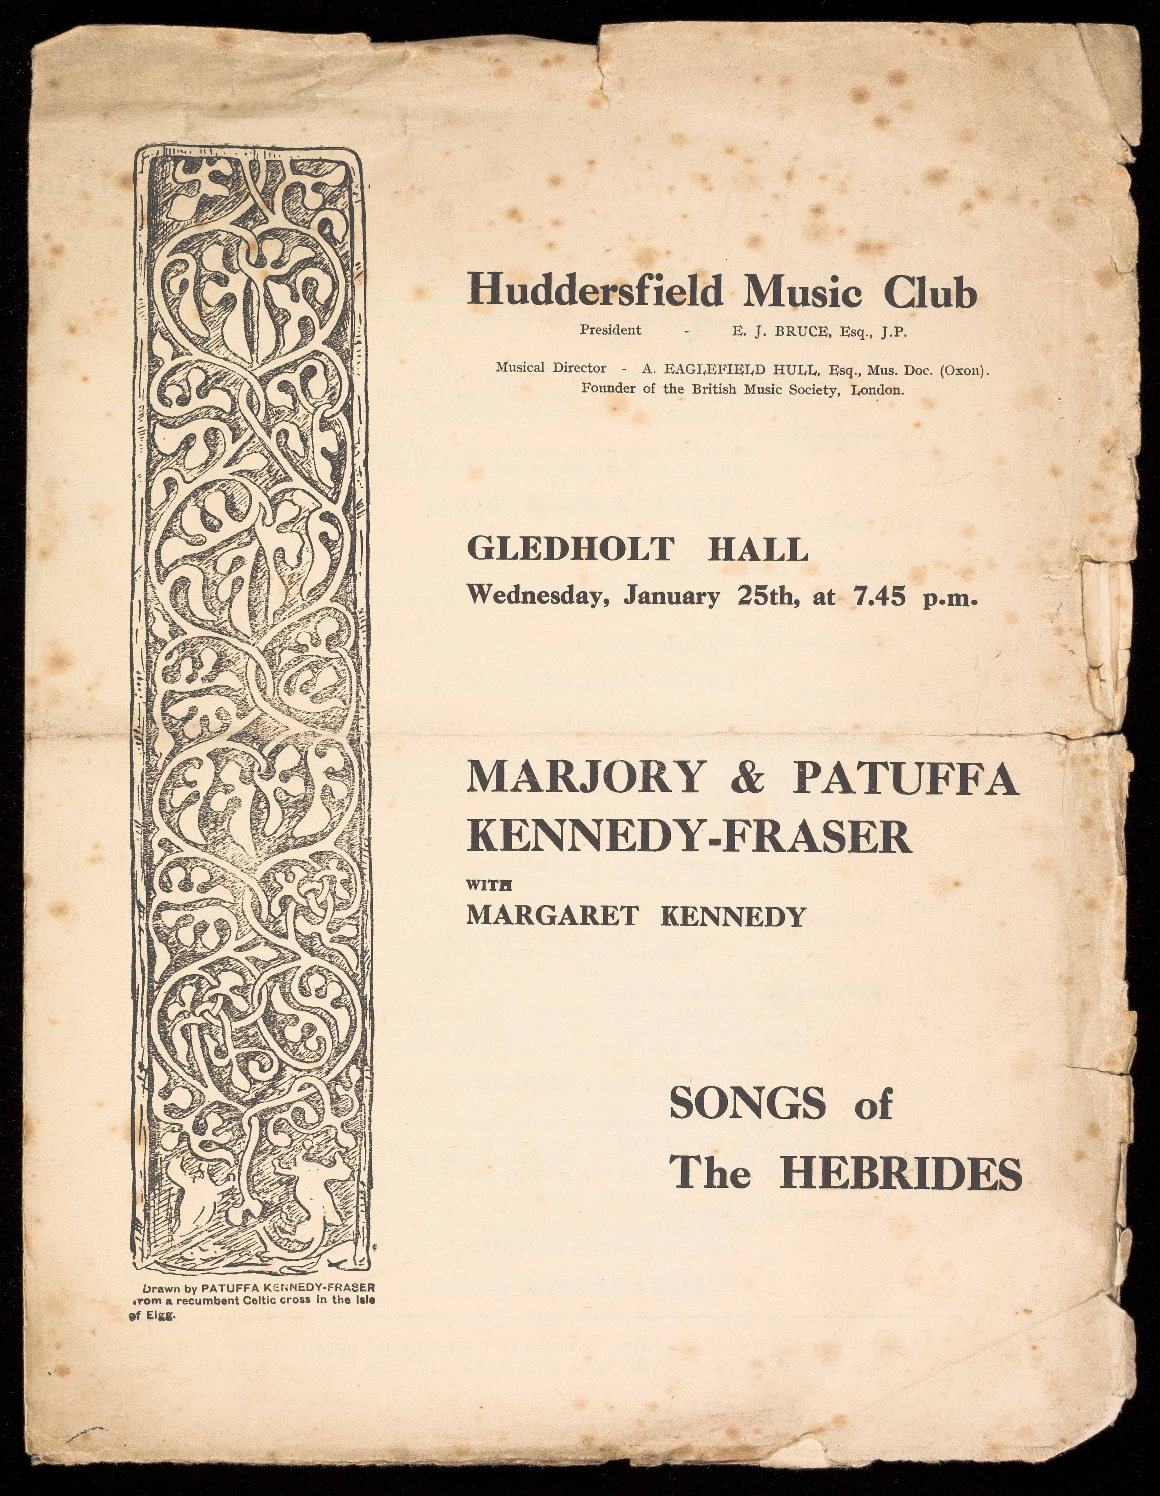 Huddersfield Music Club
President - E. J. BRUCE, Esq., J.P.
Musical Director - A. EAGLEFIELD HULL, Esq., Mus. Doc. (Oxon).
Founder of the British Music Society, London.
GLEDHOLT HALL
Wednesday, January 25th, at 7.45 p.m.
MARJORY & PATUFFA
KENNEDY-FRASER
WITH
MARGARET KENNEDY
SONGS of
The HEBRIDES
Drawn by PATUFFA KENNEDY-FRASER
from a recumbent Celtic cross in the Isle
of Eigg.